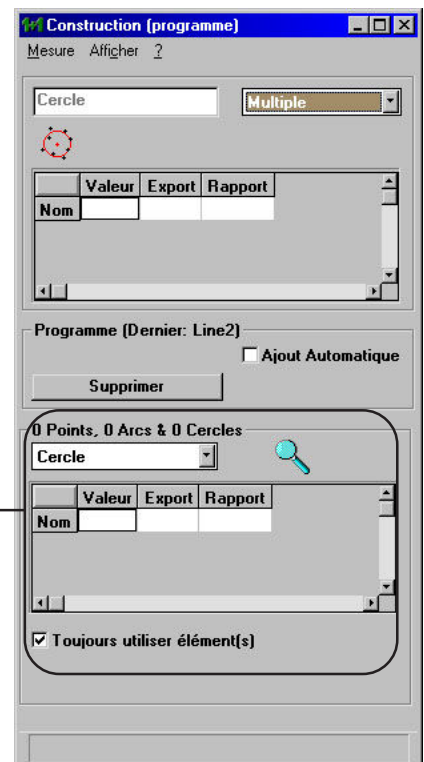 Construction (programme)
Mesure Afficher ?
Cercle Multiple
Valeur Export Rapport
Nom
Programme (Dernier: Line2)
Ajout Automatique
Supprimer
0 Points, 0 Arcs & 0 Cercles
Cercle
Valeur Export Rapport
Nom
Toujours utiliser élément(s)